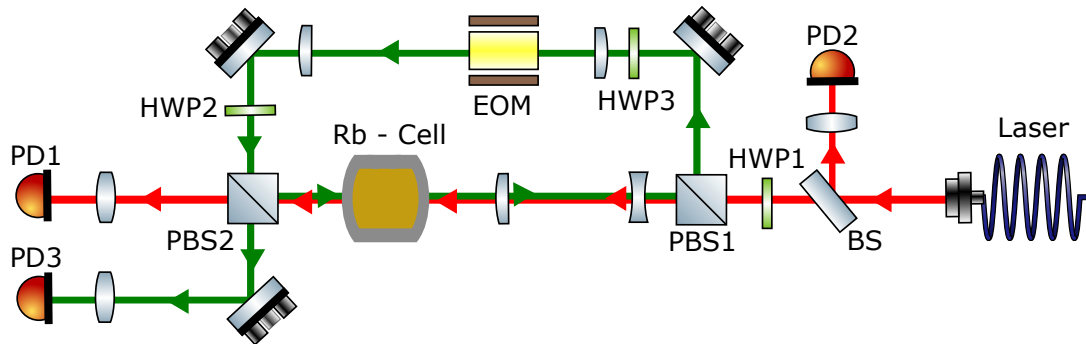 PD2
HWP2
EOM
HWP3
Rb - Cell
Laser
PD1
HWP1
PBS2
PBS1
BS
PD3